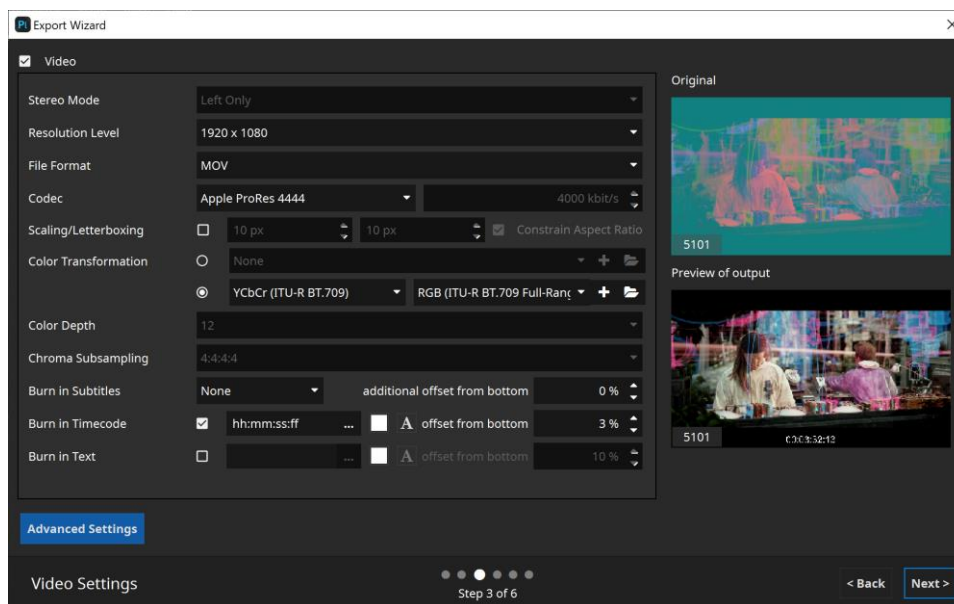 Pt Export Wizard
Video
Stereo Mode Left Only
Resolution Level 1920 x 1080
File Format MOV
Codec Apple ProRes 4444 4000 kbit/s
Scaling/Letterboxing 10 px 10 px Constrain Aspect Ratio
Color Transformation None
YCbCr (ITU-R BT.709) RGB (ITU-R BT.709 Full-Rang
Color Depth 12
Chroma Subsampling 4:4:4:4
Burn in Subtitles None additional offset from bottom 0 %
Burn in Timecode hh:mm:ss:ff ... A offset from bottom 3 %
Burn in Text ... A offset from bottom 10 %
Original
5101
Preview of output
5101
Advanced Settings
Video Settings
Step 3 of 6
< Back Next >